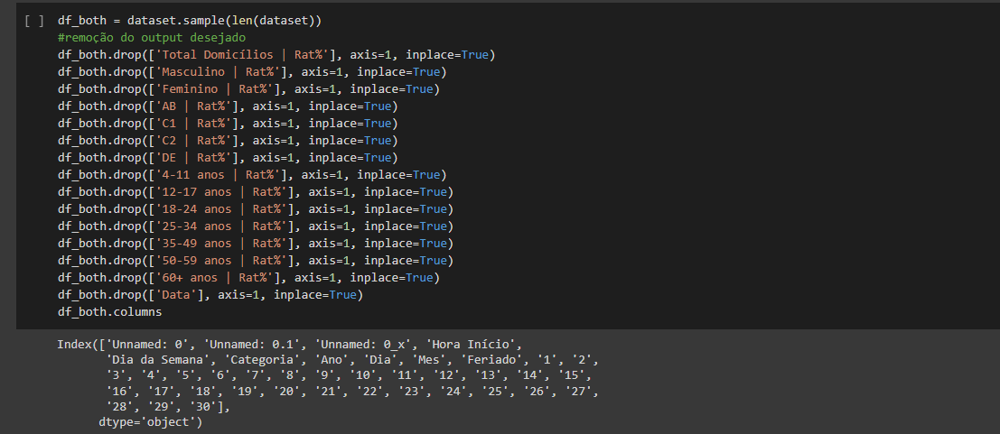 [ ] df_both = dataset.sample(len(dataset))
#remoção do output desejado
df_both.drop(['Total Domicílios | Rat%'], axis=1, inplace=True)
df_both.drop(['Masculino | Rat%'], axis=1, inplace=True)
df_both.drop(['Feminino | Rat%'], axis=1, inplace=True)
df_both.drop(['AB | Rat%'], axis=1, inplace=True)
df_both.drop(['C1 | Rat%'], axis=1, inplace=True)
df_both.drop(['C2 | Rat%'], axis=1, inplace=True)
df_both.drop(['DE | Rat%'], axis=1, inplace=True)
df_both.drop(['4-11 anos | Rat%'], axis=1, inplace=True)
df_both.drop(['12-17 anos | Rat%'], axis=1, inplace=True)
df_both.drop(['18-24 anos | Rat%'], axis=1, inplace=True)
df_both.drop(['25-34 anos | Rat%'], axis=1, inplace=True)
df_both.drop(['35-49 anos | Rat%'], axis=1, inplace=True)
df_both.drop(['50-59 anos | Rat%'], axis=1, inplace=True)
df_both.drop(['60+ anos | Rat%'], axis=1, inplace=True)
df_both.drop(['Data'], axis=1, inplace=True)
df_both.columns
Index(['Unnamed: 0', 'Unnamed: 0.1', 'Unnamed: 0_x', 'Hora Início',
'Dia da Semana', 'Categoria', 'Ano', 'Dia', 'Mes', 'Feriado', '1', '2',
'3', '4', '5', '6', '7', '8', '9', '10', '11', '12', '13', '14', '15',
'16', '17', '18', '19', '20', '21', '22', '23', '24', '25', '26', '27',
'28', '29', '30'],
dtype='object')